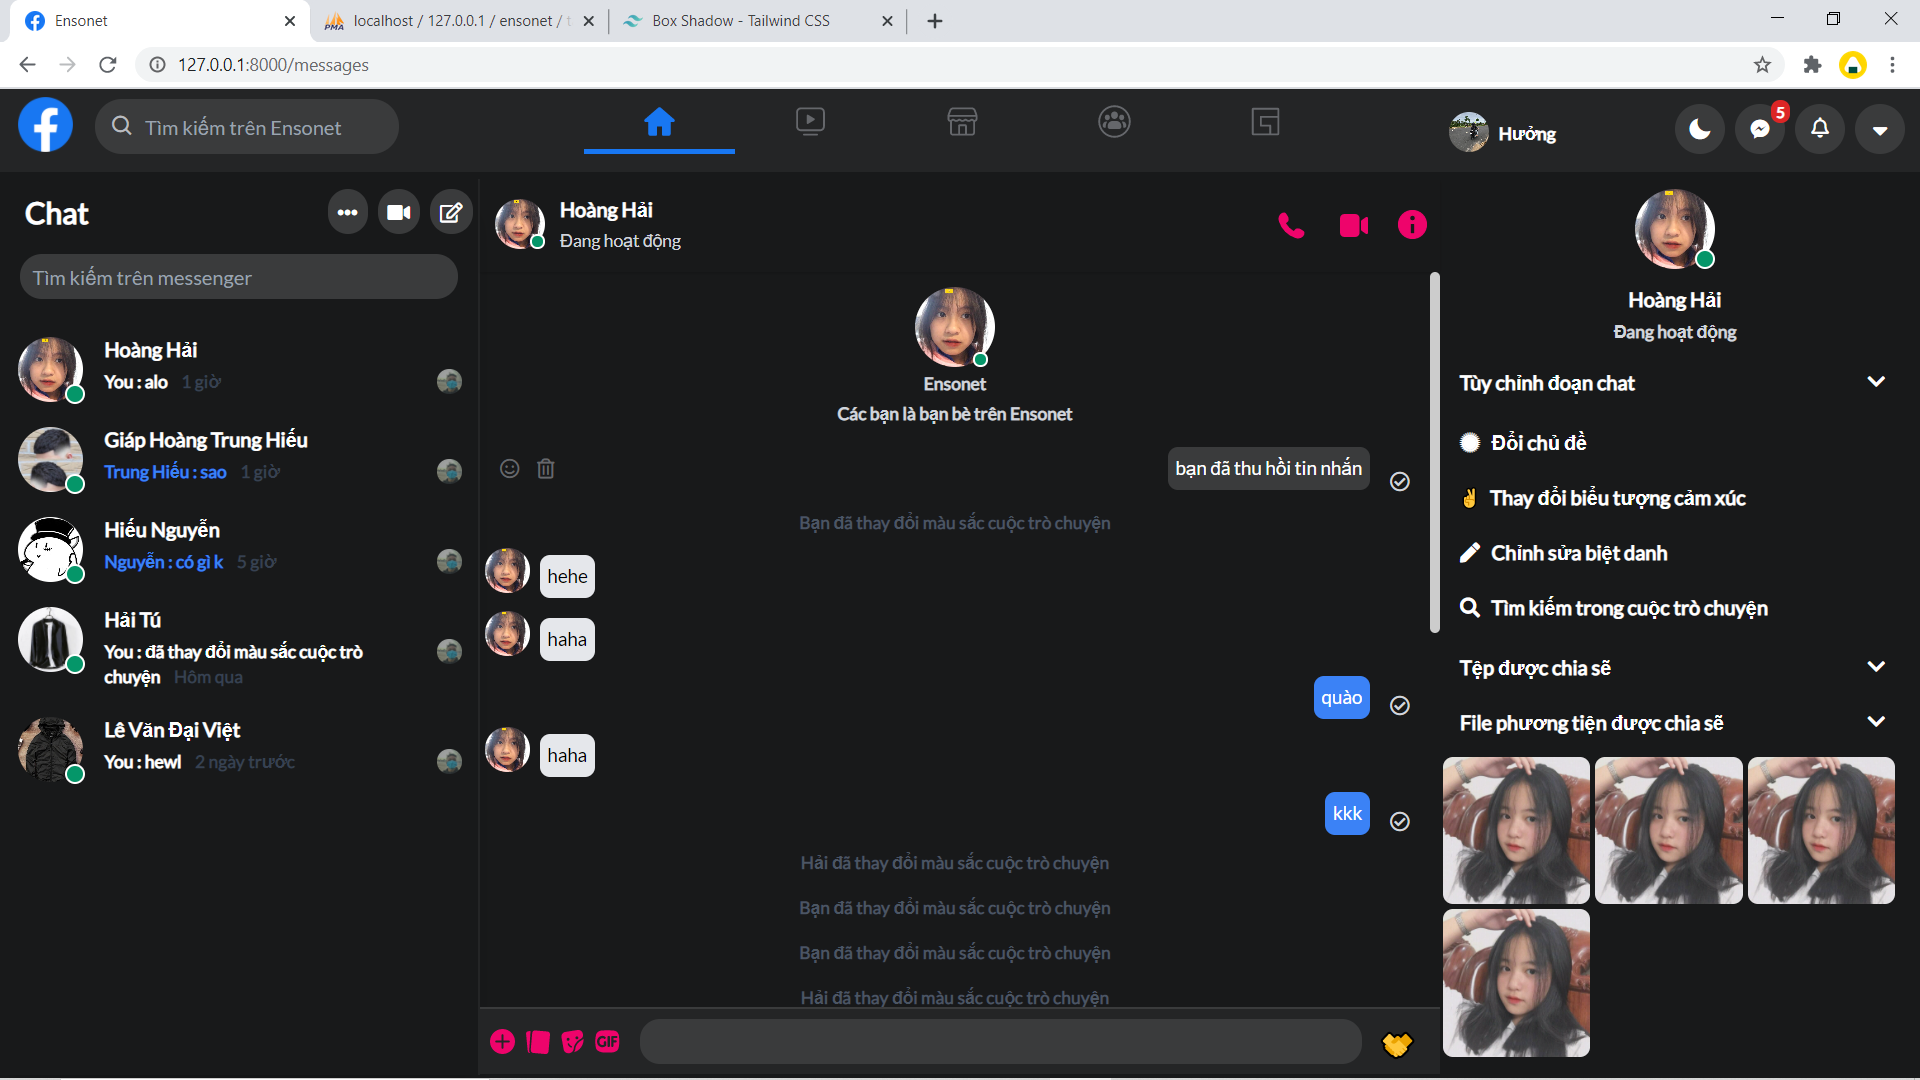 Ensonet
localhost / 127.0.0.1 / ensonet / t
Box Shadow - Tailwind CSS
127.0.0.1:8000/messages
Tìm kiếm trên Ensonet
Hưởng
5
Chat
Tìm kiếm trên messenger
Hoàng Hải
You : alo 1 giờ
Giáp Hoàng Trung Hiếu
Trung Hiếu : sao 1 giờ
Hiếu Nguyễn
Nguyễn : có gì k 5 giờ
Hải Tú
You : đã thay đổi màu sắc cuộc trò
chuyện Hôm qua
Lê Văn Đại Việt
You : hewl 2 ngày trước
Hoàng Hải
Đang hoạt động
Ensonet
Các bạn là bạn bè trên Ensonet
bạn đã thu hồi tin nhắn
Bạn đã thay đổi màu sắc cuộc trò chuyện
hehe
haha
quào
haha
kkk
Hải đã thay đổi màu sắc cuộc trò chuyện
Bạn đã thay đổi màu sắc cuộc trò chuyện
Bạn đã thay đổi màu sắc cuộc trò chuyện
Hải đã thay đổi màu sắc cuộc trò chuyện
GIF
Hoàng Hải
Đang hoạt động
Tùy chỉnh đoạn chat
Đổi chủ đề
Thay đổi biểu tượng cảm xúc
Chỉnh sửa biệt danh
Tìm kiếm trong cuộc trò chuyện
Tệp được chia sẽ
File phương tiện được chia sẽ